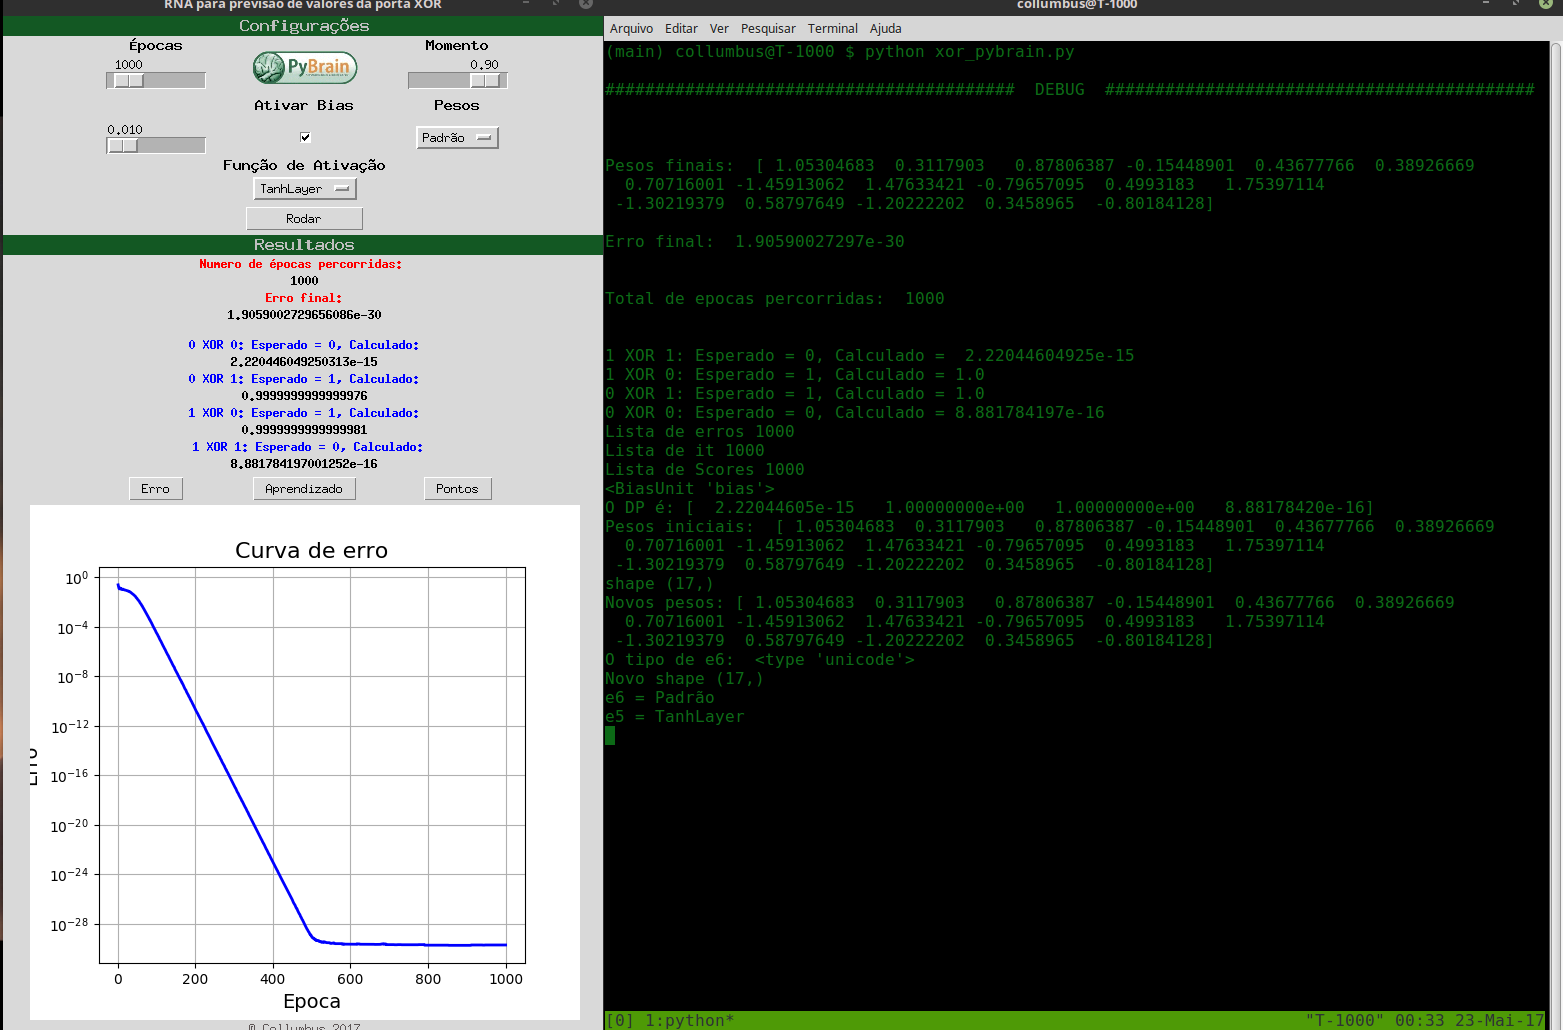 RNA para previsão de valores da porta XOR
Configurações
Épocas
Momento
1000
PyBrain
0.90
Ativar Bias
Pesos
0.010
Padrão
Função de Ativação
TanhLayer
Rodar
Resultados
Numero de épocas percorridas:
1000
Erro final:
1.9059002729656086e-30
0 XOR 0: Esperado = 0, Calculado:
2.220446049250313e-15
0 XOR 1: Esperado = 1, Calculado:
0.9999999999999976
1 XOR 0: Esperado = 1, Calculado:
0.9999999999999981
1 XOR 1: Esperado = 0, Calculado:
8.881784197001252e-16
Erro
Aprendizado
Pontos
Curva de erro
10^0
10^-4
10^-8
10^-12
10^-16
10^-20
10^-24
10^-28
Erro
0 200 400 600 800 1000
Epoca
© Collumbus 2017
collumbus@T-1000
Arquivo Editar Ver Pesquisar Terminal Ajuda
(main) collumbus@T-1000 $ python xor_pybrain.py
######################################### DEBUG ###########################################
Pesos finais: [ 1.05304683 0.3117903 0.87806387 -0.15448901 0.43677766 0.38926669
0.70716001 -1.45913062 1.47633421 -0.79657095 0.4993183 1.75397114
-1.30219379 0.58797649 -1.20222202 0.3458965 -0.80184128]
Erro final: 1.90590027297e-30
Total de epocas percorridas: 1000
1 XOR 1: Esperado = 0, Calculado = 2.22044604925e-15
1 XOR 0: Esperado = 1, Calculado = 1.0
0 XOR 1: Esperado = 1, Calculado = 1.0
0 XOR 0: Esperado = 0, Calculado = 8.881784197e-16
Lista de erros 1000
Lista de it 1000
Lista de Scores 1000
<BiasUnit 'bias'>
O DP é: [ 2.22044605e-15 1.00000000e+00 1.00000000e+00 8.88178420e-16]
Pesos iniciais: [ 1.05304683 0.3117903 0.87806387 -0.15448901 0.43677766 0.38926669
0.70716001 -1.45913062 1.47633421 -0.79657095 0.4993183 1.75397114
-1.30219379 0.58797649 -1.20222202 0.3458965 -0.80184128]
shape (17,)
Novos pesos: [ 1.05304683 0.3117903 0.87806387 -0.15448901 0.43677766 0.38926669
0.70716001 -1.45913062 1.47633421 -0.79657095 0.4993183 1.75397114
-1.30219379 0.58797649 -1.20222202 0.3458965 -0.80184128]
O tipo de e6: <type 'unicode'>
Novo shape (17,)
e6 = Padrão
e5 = TanhLayer
[0] 1:python*
"T-1000" 00:33 23-Mai-17